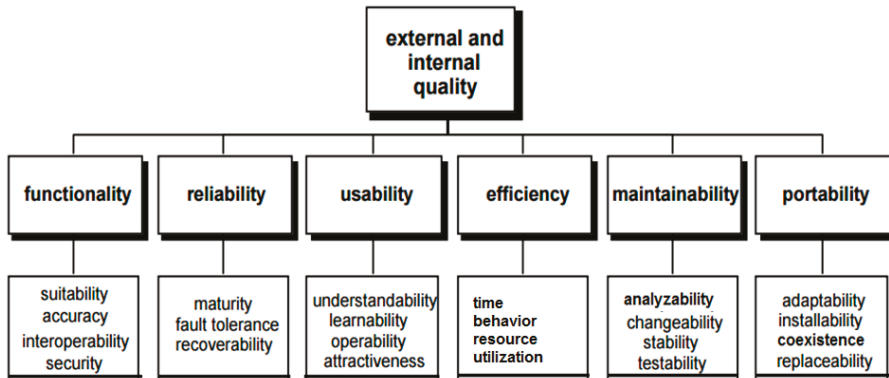 external and
internal
quality
functionality
reliability
usability
efficiency
maintainability
portability
suitability
accuracy
interoperability
security
maturity
fault tolerance
recoverability
understandability
learnability
operability
attractiveness
time
behavior
resource
utilization
analyzability
changeability
stability
testability
adaptability
installability
coexistence
replaceability